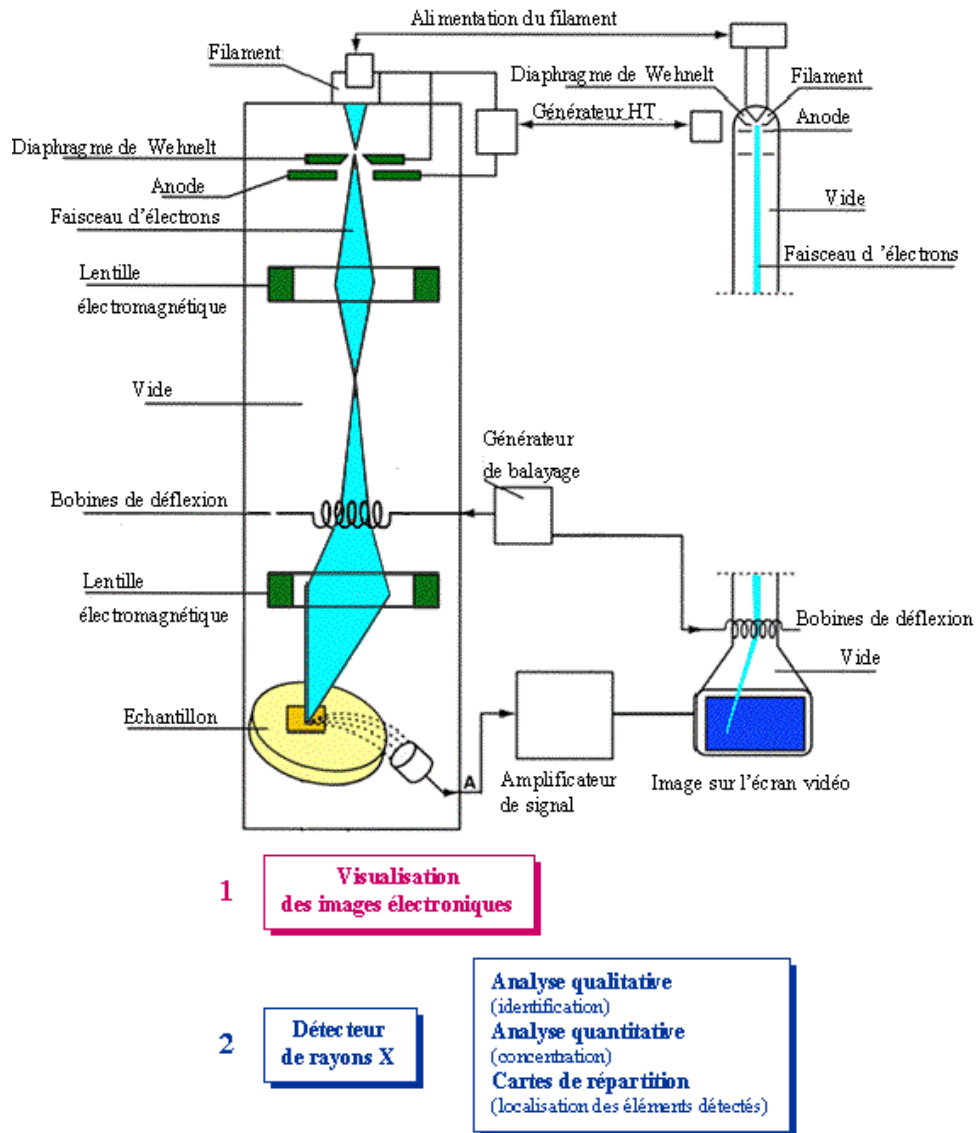 Alimentation du filament
Filament
Diaphragme de Wehnelt
Filament
Générateur HT
Anode
Diaphragme de Wehnelt
Anode
Vide
Faisceau d'électrons
Faisceau d 'électrons
Lentille
électromagnétique
Vide
Générateur
de balayage
Bobines de déflexion
Lentille
électromagnétique
Bobines de déflexion
Vide
Echantillon
A
Amplificateur
de signal
Image sur l'écran vidéo
1
Visualisation
des images électroniques
2
Détecteur
de rayons X
Analyse qualitative
(identification)
Analyse quantitative
(concentration)
Cartes de répartition
(localisation des éléments détectés)